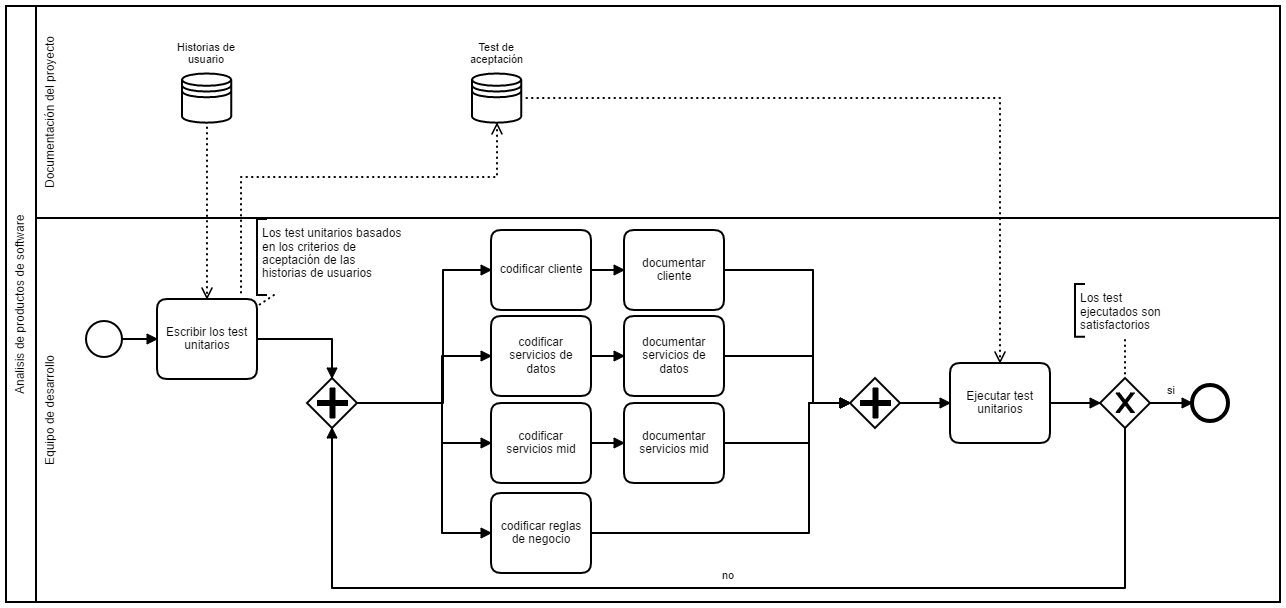 Analisis de productos de software
Documentación del proyecto
Historias de
usuario
Test de
aceptación
Equipo de desarrollo
Los test unitarios basados
en los criterios de
aceptación de las
historias de usuarios
Escribir los test
unitarios
codificar cliente
documentar
cliente
codificar
servicios de
datos
documentar
servicios de
datos
codificar
servicios mid
documentar
servicios mid
codificar reglas
de negocio
Ejecutar test
unitarios
Los test
ejecutados son
satisfactorios
si
no